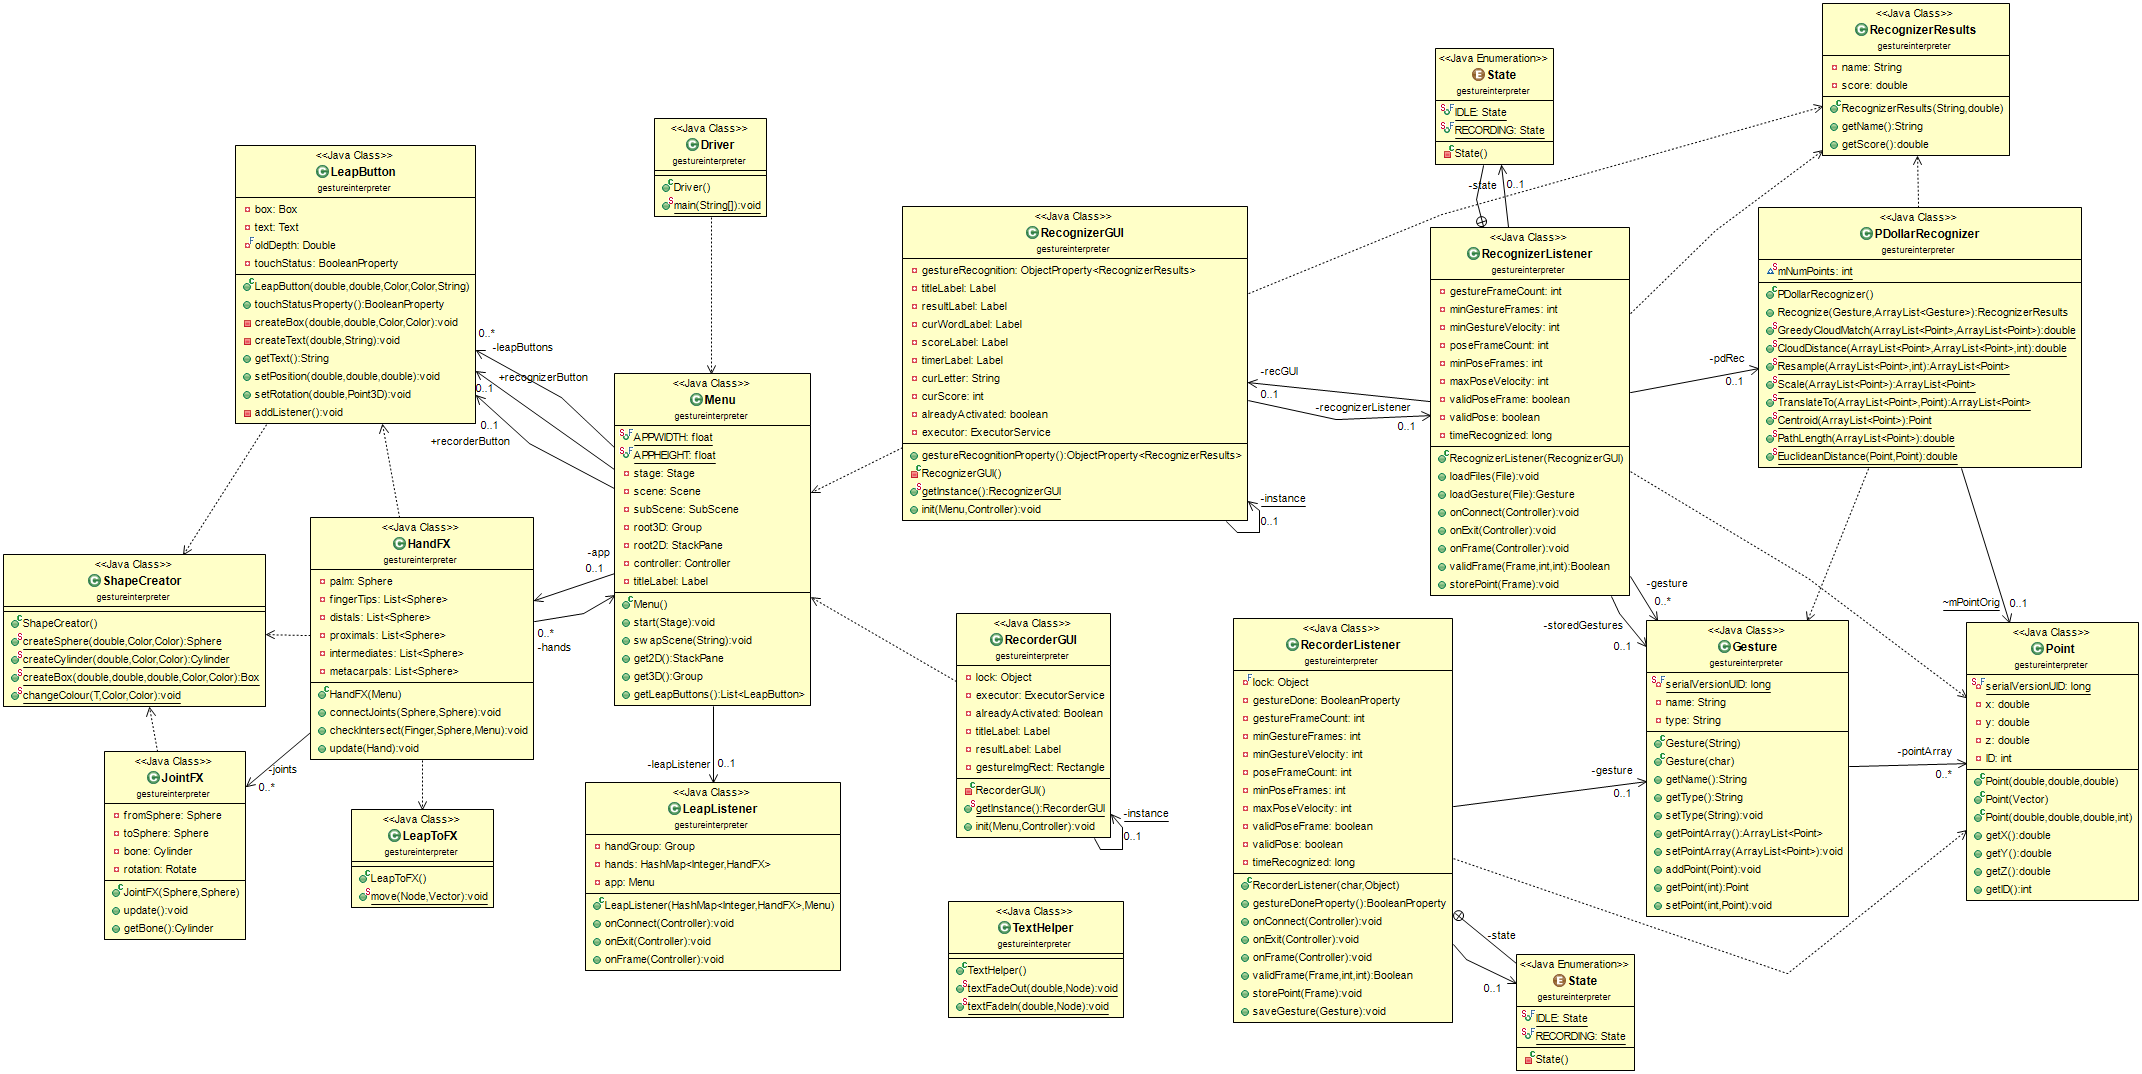 <<Java Class>>
RecognizerResults
gestureinterpreter
name: String
score: double
RecognizerResults(String,double)
getName():String
getScore():double
<<Java Enumeration>>
State
gestureinterpreter
IDLE: State
RECORDING: State
State()
-state
0..1
<<Java Class>>
Driver
gestureinterpreter
Driver()
main(String[]):void
<<Java Class>>
LeapButton
gestureinterpreter
box: Box
text: Text
oldDepth: Double
touchStatus: BooleanProperty
LeapButton(double,double,Color,Color,String)
touchStatusProperty():BooleanProperty
createBox(double,double,Color,Color):void
createText(double,String):void
getText():String
setPosition(double,double,double):void
setRotation(double,Point3D):void
addListener():void
0..*
-leapButtons
+recognizerButton
0..1
0..1
+recorderButton
<<Java Class>>
RecognizerGUI
gestureinterpreter
gestureRecognition: ObjectProperty<RecognizerResults>
titleLabel: Label
resultLabel: Label
curWordLabel: Label
scoreLabel: Label
timerLabel: Label
curLetter: String
curScore: int
alreadyActivated: boolean
executor: ExecutorService
gestureRecognitionProperty():ObjectProperty<RecognizerResults>
RecognizerGUI()
getInstance():RecognizerGUI
init(Menu,Controller):void
-instance
0..1
-recGUI
0..1
-recognizerListener
0..1
<<Java Class>>
RecognizerListener
gestureinterpreter
gestureFrameCount: int
minGestureFrames: int
minGestureVelocity: int
poseFrameCount: int
minPoseFrames: int
maxPoseVelocity: int
validPoseFrame: boolean
validPose: boolean
timeRecognized: long
RecognizerListener(RecognizerGUI)
loadFiles(File):void
loadGesture(File):Gesture
onConnect(Controller):void
onExit(Controller):void
onFrame(Controller):void
validFrame(Frame,int,int):Boolean
storePoint(Frame):void
-pdRec
0..1
-gesture
0..*
-storedGestures
0..1
<<Java Class>>
PDollarRecognizer
gestureinterpreter
mNumPoints: int
PDollarRecognizer()
Recognize(Gesture,ArrayList<Gesture>):RecognizerResults
GreedyCloudMatch(ArrayList<Point>,ArrayList<Point>):double
CloudDistance(ArrayList<Point>,ArrayList<Point>,int):double
Resample(ArrayList<Point>,int):ArrayList<Point>
Scale(ArrayList<Point>):ArrayList<Point>
TranslateTo(ArrayList<Point>,Point):ArrayList<Point>
Centroid(ArrayList<Point>):Point
PathLength(ArrayList<Point>):double
EuclideanDistance(Point,Point):double
~mPointOrig
0..1
<<Java Class>>
Menu
gestureinterpreter
APPWIDTH: float
APPHEIGHT: float
stage: Stage
scene: Scene
subScene: SubScene
root3D: Group
root2D: StackPane
controller: Controller
titleLabel: Label
Menu()
start(Stage):void
swapScene(String):void
get2D():StackPane
get3D():Group
getLeapButtons():List<LeapButton>
-app
0..1
0..*
-hands
-leapListener
0..1
<<Java Class>>
HandFX
gestureinterpreter
palm: Sphere
fingerTips: List<Sphere>
distals: List<Sphere>
proximals: List<Sphere>
intermediates: List<Sphere>
metacarpals: List<Sphere>
HandFX(Menu)
connectJoints(Sphere,Sphere):void
checkIntersect(Finger,Sphere,Menu):void
update(Hand):void
-joints
0..*
<<Java Class>>
ShapeCreator
gestureinterpreter
ShapeCreator()
createSphere(double,Color,Color):Sphere
createCylinder(double,Color,Color):Cylinder
createBox(double,double,double,Color,Color):Box
changeColour(T,Color,Color):void
<<Java Class>>
JointFX
gestureinterpreter
fromSphere: Sphere
toSphere: Sphere
bone: Cylinder
rotation: Rotate
JointFX(Sphere,Sphere)
update():void
getBone():Cylinder
<<Java Class>>
LeapToFX
gestureinterpreter
LeapToFX()
move(Node,Vector):void
<<Java Class>>
LeapListener
gestureinterpreter
handGroup: Group
hands: HashMap<Integer,HandFX>
app: Menu
LeapListener(HashMap<Integer,HandFX>,Menu)
onConnect(Controller):void
onExit(Controller):void
onFrame(Controller):void
<<Java Class>>
RecorderGUI
gestureinterpreter
lock: Object
executor: ExecutorService
alreadyActivated: Boolean
titleLabel: Label
resultLabel: Label
gestureImgRect: Rectangle
RecorderGUI()
getInstance():RecorderGUI
init(Menu,Controller):void
-instance
0..1
<<Java Class>>
TextHelper
gestureinterpreter
TextHelper()
textFadeOut(double,Node):void
textFadeIn(double,Node):void
<<Java Class>>
RecorderListener
gestureinterpreter
lock: Object
gestureDone: BooleanProperty
gestureFrameCount: int
minGestureFrames: int
minGestureVelocity: int
poseFrameCount: int
minPoseFrames: int
maxPoseVelocity: int
validPoseFrame: boolean
validPose: boolean
timeRecognized: long
RecorderListener(char,Object)
gestureDoneProperty():BooleanProperty
onConnect(Controller):void
onExit(Controller):void
onFrame(Controller):void
validFrame(Frame,int,int):Boolean
storePoint(Frame):void
saveGesture(Gesture):void
-gesture
0..1
-state
0..1
<<Java Enumeration>>
State
gestureinterpreter
IDLE: State
RECORDING: State
State()
<<Java Class>>
Gesture
gestureinterpreter
serialVersionUID: long
name: String
type: String
Gesture(String)
Gesture(char)
getName():String
getType():String
setType(String):void
getPointArray():ArrayList<Point>
setPointArray(ArrayList<Point>):void
addPoint(Point):void
getPoint(int):Point
setPoint(int,Point):void
-pointArray
0..*
<<Java Class>>
Point
gestureinterpreter
serialVersionUID: long
x: double
y: double
z: double
ID: int
Point(double,double,double)
Point(Vector)
Point(double,double,double,int)
getX():double
getY():double
getZ():double
getID():int